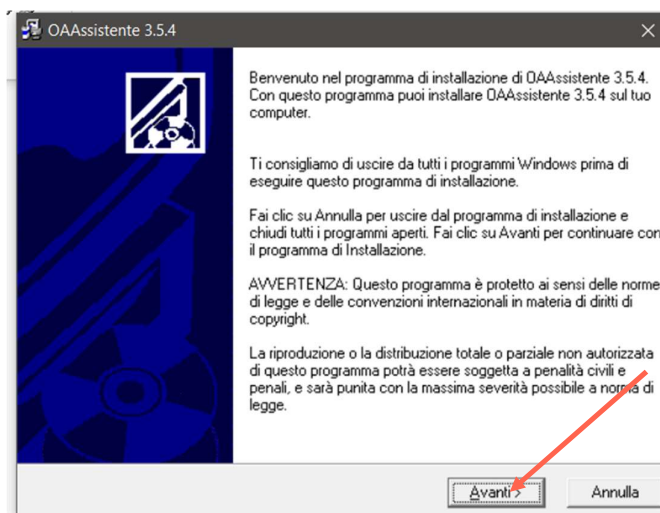 OAAssistente 3.5.4
Benvenuto nel programma di installazione di OAAssistente 3.5.4.
Con questo programma puoi installare OAAssistente 3.5.4 sul tuo
computer.
Ti consigliamo di uscire da tutti i programmi Windows prima di
eseguire questo programma di installazione.
Fai clic su Annulla per uscire dal programma di installazione e
chiudi tutti i programmi aperti. Fai clic su Avanti per continuare con
il programma di Installazione.
AVVERTENZA: Questo programma è protetto ai sensi delle norme
di legge e delle convenzioni internazionali in materia di diritti di
copyright.
La riproduzione o la distribuzione totale o parziale non autorizzata
di questo programma potrà essere soggetta a penalità civili e
penali, e sarà punita con la massima severità possibile a norma di
legge.
Avanti >
Annulla